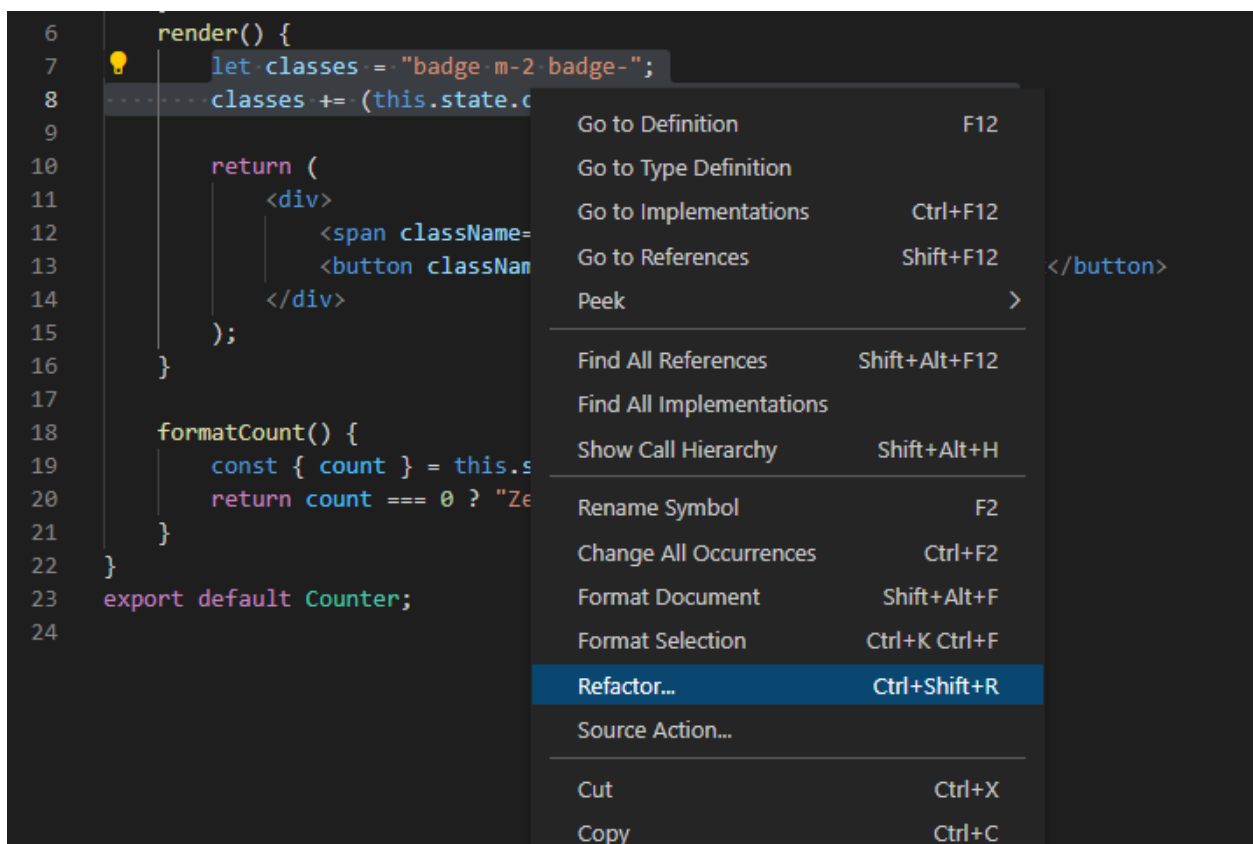 6 render() {
7 let classes = "badge m-2 badge-";
8 classes += (this.state.c
9
10 return (
11 <div>
12 <span className=
13 <button classNam </button>
14 </div>
15 );
16 }
17
18 formatCount() {
19 const { count } = this.s
20 return count === 0 ? "Ze
21 }
22 }
23 export default Counter;
24
Go to Definition F12
Go to Type Definition
Go to Implementations Ctrl+F12
Go to References Shift+F12
Peek >
Find All References Shift+Alt+F12
Find All Implementations
Show Call Hierarchy Shift+Alt+H
Rename Symbol F2
Change All Occurrences Ctrl+F2
Format Document Shift+Alt+F
Format Selection Ctrl+K Ctrl+F
Refactor... Ctrl+Shift+R
Source Action...
Cut Ctrl+X
Copy Ctrl+C